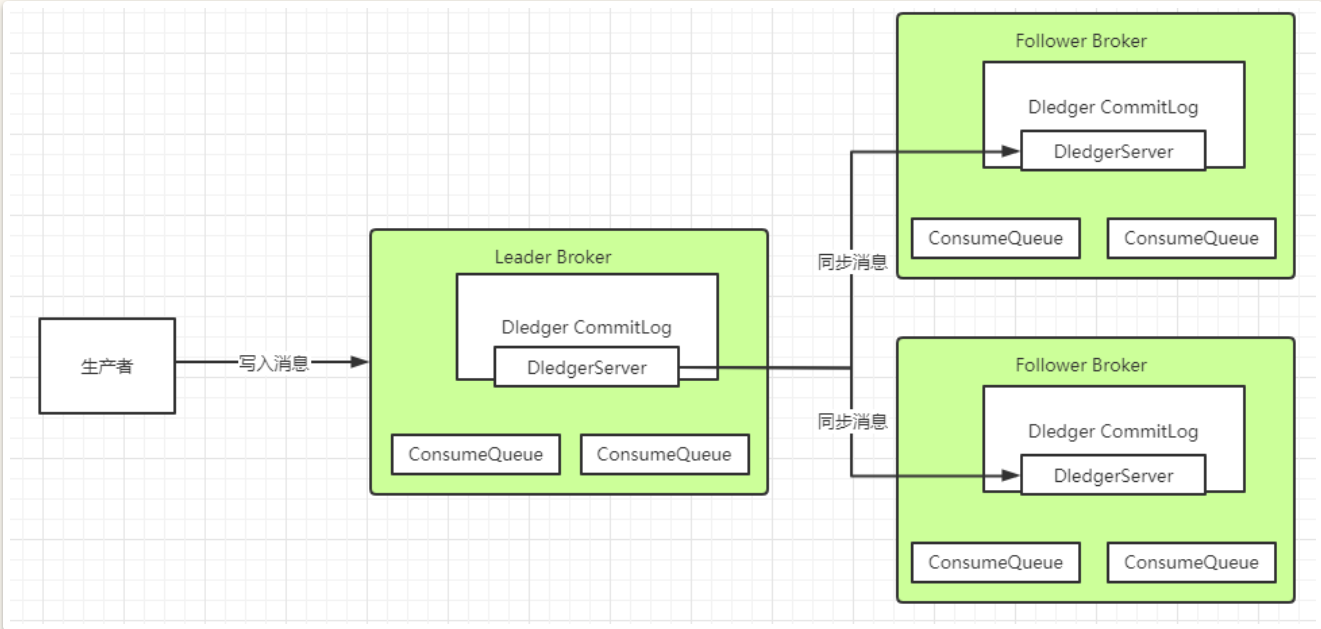 生产者
写入消息
Leader Broker
Dledger CommitLog
DledgerServer
ConsumeQueue
ConsumeQueue
同步消息
同步消息
Follower Broker
Dledger CommitLog
DledgerServer
ConsumeQueue
ConsumeQueue
Follower Broker
Dledger CommitLog
DledgerServer
ConsumeQueue
ConsumeQueue